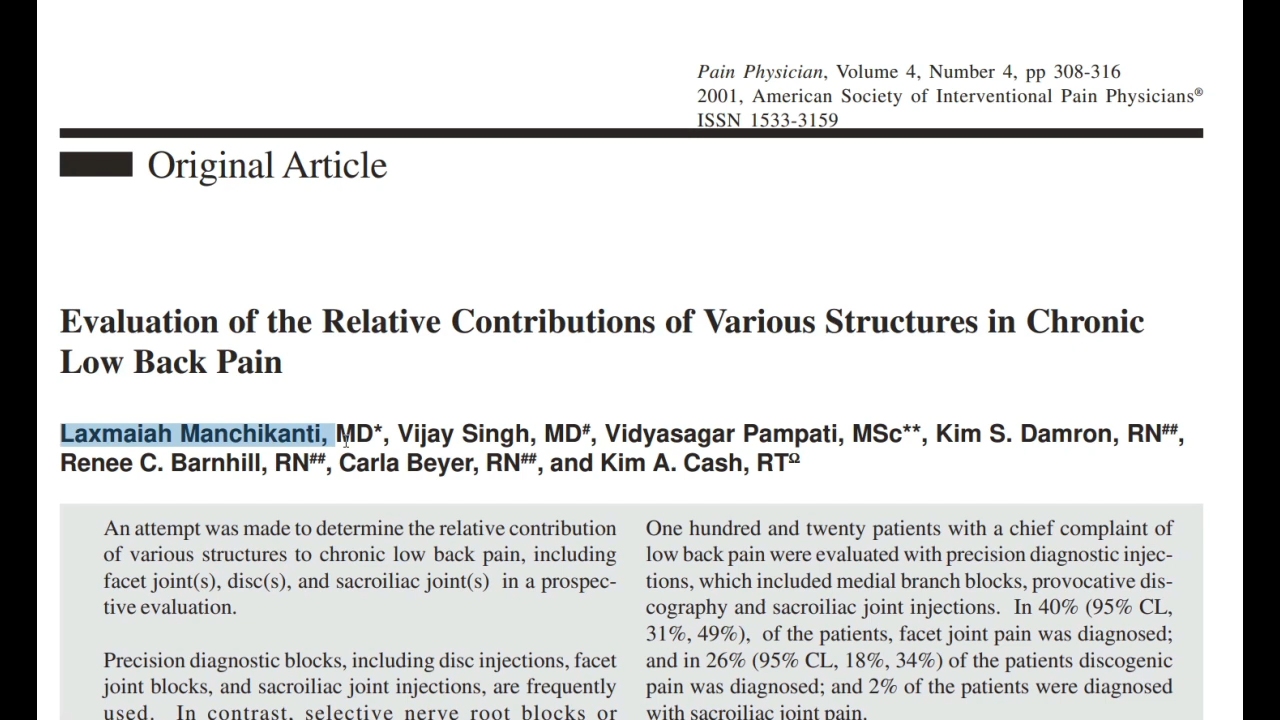 Pain Physician, Volume 4, Number 4, pp 308-316
2001, American Society of Interventional Pain Physicians®
ISSN 1533-3159
Original Article
Evaluation of the Relative Contributions of Various Structures in Chronic
Low Back Pain
Laxmaiah Manchikanti, MD*, Vijay Singh, MD#, Vidyasagar Pampati, MSc**, Kim S. Damron, RN##,
Renee C. Barnhill, RN##, Carla Beyer, RN##, and Kim A. Cash, RTΩ
An attempt was made to determine the relative contribution
of various structures to chronic low back pain, including
facet joint(s), disc(s), and sacroiliac joint(s) in a prospec-
tive evaluation.
Precision diagnostic blocks, including disc injections, facet
joint blocks, and sacroiliac joint injections, are frequently
used. In contrast, selective nerve root blocks or
One hundred and twenty patients with a chief complaint of
low back pain were evaluated with precision diagnostic injec-
tions, which included medial branch blocks, provocative dis-
cography and sacroiliac joint injections. In 40% (95% CL,
31%, 49%), of the patients, facet joint pain was diagnosed;
and in 26% (95% CL, 18%, 34%) of the patients discogenic
pain was diagnosed; and 2% of the patients were diagnosed
with sacroiliac joint pain.